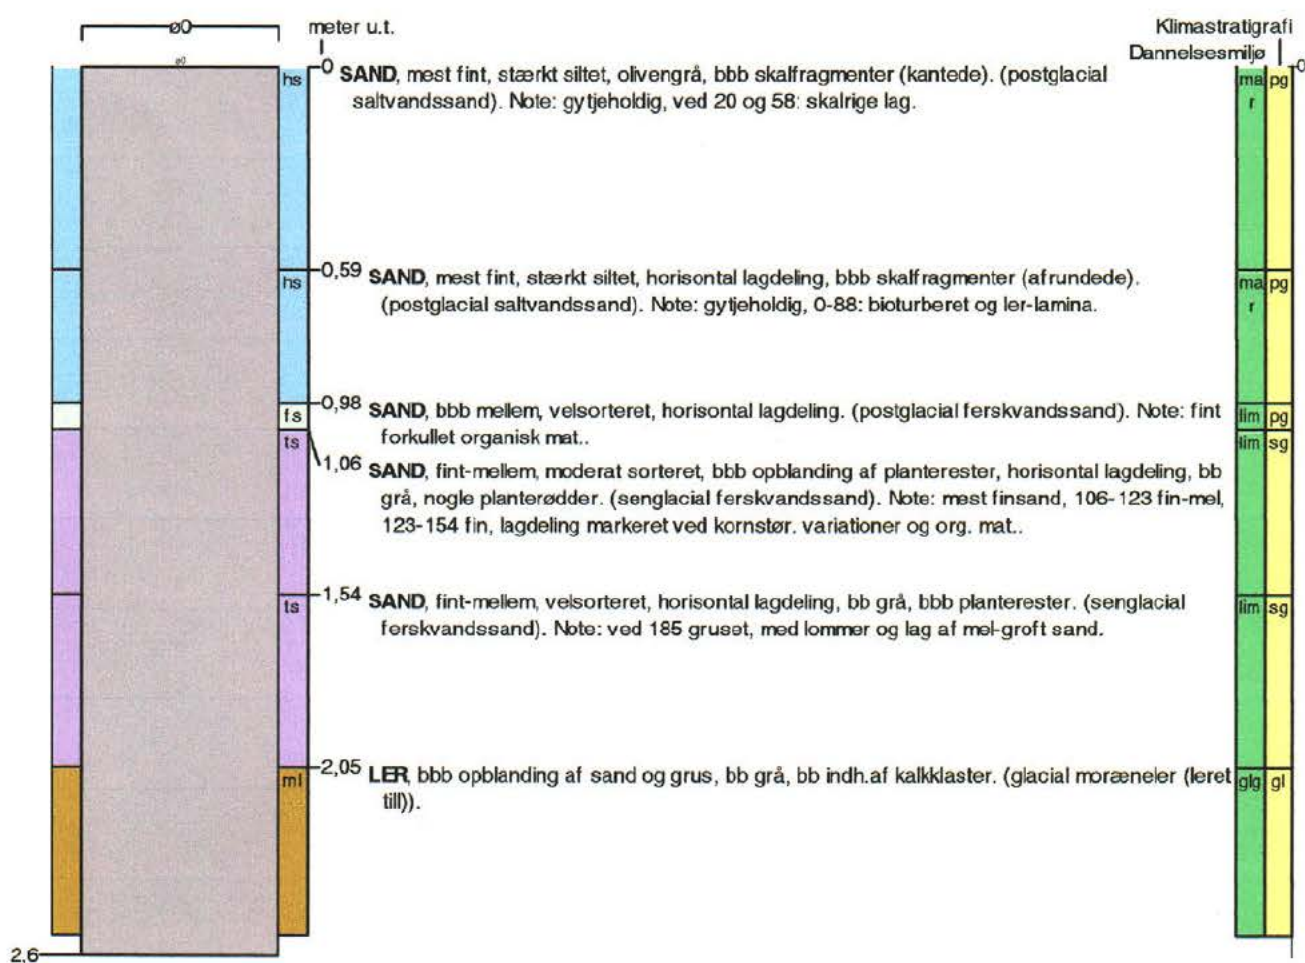 ø0
meter u.t.
Klimastratigrafi
Dannelsesmiljø
ø0
0
0
hs
SAND, mest fint, stærkt siltet, olivengrå, bbb skalfragmenter (kantede). (postglacial
saltvandssand). Note: gytjeholdig, ved 20 og 58: skalrige lag.
ma
r
pg
0,59
hs
SAND, mest fint, stærkt siltet, horisontal lagdeling, bbb skalfragmenter (afrundede).
(postglacial saltvandssand). Note: gytjeholdig, 0-88: bioturberet og ler-lamina.
ma
r
pg
0,98
fs
SAND, bbb mellem, velsorteret, horisontal lagdeling. (postglacial ferskvandssand). Note: fint
forkullet organisk mat..
lim
pg
ts
1,06
SAND, fint-mellem, moderat sorteret, bbb opblanding af planterester, horisontal lagdeling, bb
grå, nogle planterødder. (senglacial ferskvandssand). Note: mest finsand, 106-123 fin-mel,
123-154 fin, lagdeling markeret ved kornstør. variationer og org. mat..
lim
sg
1,54
ts
SAND, fint-mellem, velsorteret, horisontal lagdeling, bb grå, bbb planterester. (senglacial
ferskvandssand). Note: ved 185 gruset, med lommer og lag af mel-groft sand.
lim
sg
2,05
ml
LER, bbb opblanding af sand og grus, bb grå, bb indh.af kalkklaster. (glacial moræneler (leret
till)).
glg
gl
2,6